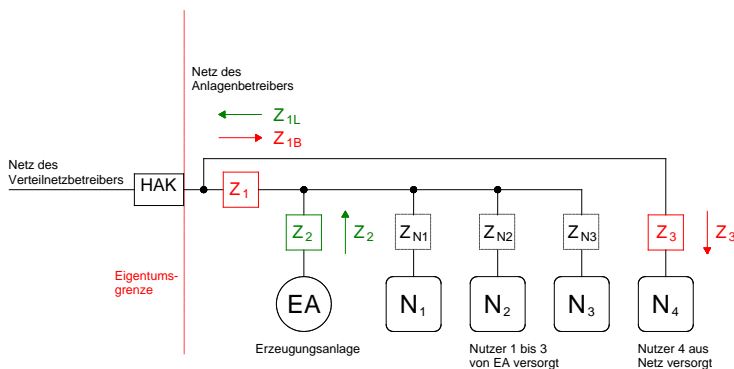 Netz des
Anlagenbetreibers
Z1L
Z1B
Netz des
Verteilnetzbetreibers
HAK
Z1
Z2
Z2
ZN1
ZN2
ZN3
Z3
Z3
Eigentums-
grenze
EA
N1
N2
N3
N4
Erzeugungsanlage
Nutzer 1 bis 3
von EA versorgt
Nutzer 4 aus
Netz versorgt